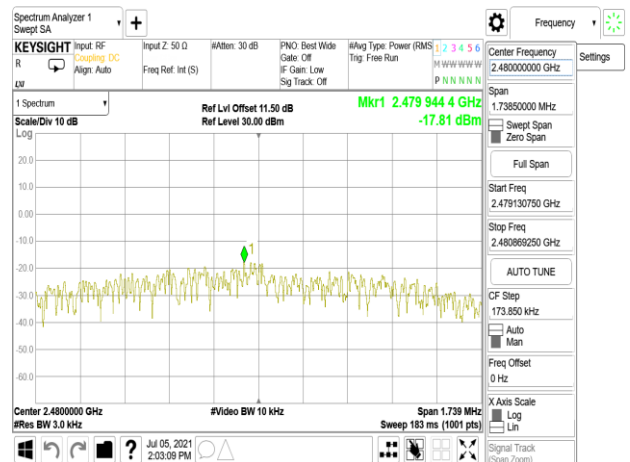 Spectrum Analyzer 1
Swept SA
Frequency
KEYSIGHT
R
LXI
Input: RF
Coupling: DC
Align: Auto
Input Z: 50 Ω
Freq Ref: Int (S)
#Atten: 30 dB
PNO: Best Wide
Gate: Off
IF Gain: Low
Sig Track: Off
#Avg Type: Power (RMS
Trig: Free Run
1 2 3 4 5 6
M W W W W W
P N N N N N
1 Spectrum
Scale/Div 10 dB
Log
Ref Lvl Offset 11.50 dB
Ref Level 30.00 dBm
Mkr1 2.479 944 4 GHz
-17.81 dBm
20.0
10.0
0.00
-10.0
-20.0
-30.0
-40.0
-50.0
-60.0
1
Center 2.4800000 GHz
#Res BW 3.0 kHz
#Video BW 10 kHz
Span 1.739 MHz
Sweep 183 ms (1001 pts)
?
Jul 05, 2021
2:03:09 PM
Center Frequency
2.480000000 GHz
Span
1.73850000 MHz
Swept Span
Zero Span
Full Span
Start Freq
2.479130750 GHz
Stop Freq
2.480869250 GHz
AUTO TUNE
CF Step
173.850 kHz
Auto
Man
Freq Offset
0 Hz
X Axis Scale
Log
Lin
Signal Track
(Span Zoom)
Settings